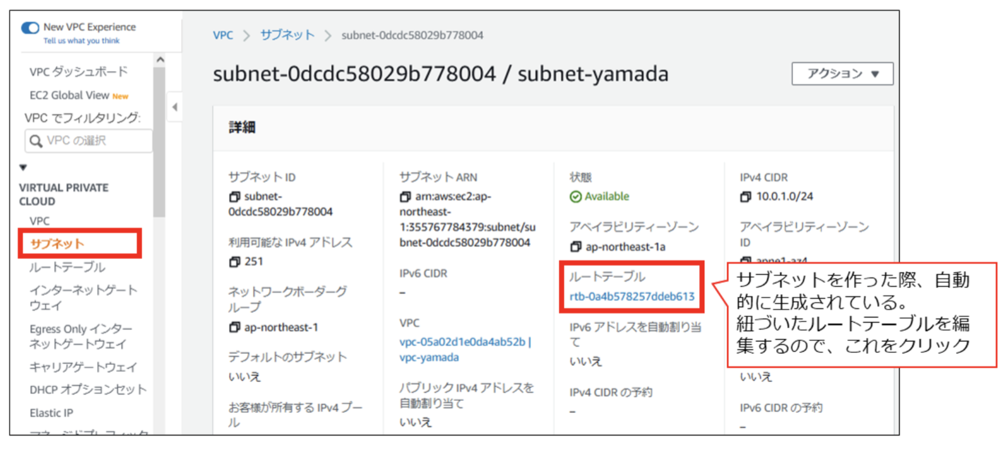 New VPC Experience
Tell us what you think
VPC ダッシュボード
EC2 Global View New
VPC でフィルタリング:
VPC の選択
VIRTUAL PRIVATE
CLOUD
VPC
サブネット
ルートテーブル
インターネットゲート
ウェイ
Egress Only インター
ネットゲートウェイ
キャリアゲートウェイ
DHCP オプションセット
Elastic IP
VPC > サブネット > subnet-0dcdc58029b778004
subnet-0dcdc58029b778004 / subnet-yamada
アクション
詳細
サブネット ID
subnet-
0dcdc58029b778004
利用可能な IPv4 アドレス
251
ネットワークボーダーグ
ループ
ap-northeast-1
デフォルトのサブネット
いいえ
お客様が所有する IPv4 プー
ル
サブネット ARN
arn:aws:ec2:ap-
northeast-
1:355767784379:subnet/su
bnet-0dcdc58029b778004
IPv6 CIDR
–
VPC
vpc-05a02d1e0da4ab52b |
vpc-yamada
パブリック IPv4 アドレスを
自動割り当て
いいえ
状態
Available
アベイラビリティーゾーン
ap-northeast-1a
ルートテーブル
rtb-0a4b578257ddeb613
IPv6 アドレスを自動割り当
て
いいえ
IPv4 CIDR の予約
–
IPv4 CIDR
10.0.1.0/24
アベイラビリティーゾーン
ID
apne1-az4
いいえ
IPv6 CIDR の予約
–
サブネットを作った際、自動
的に生成されている。
紐づいたルートテーブルを編
集するので、これをクリック